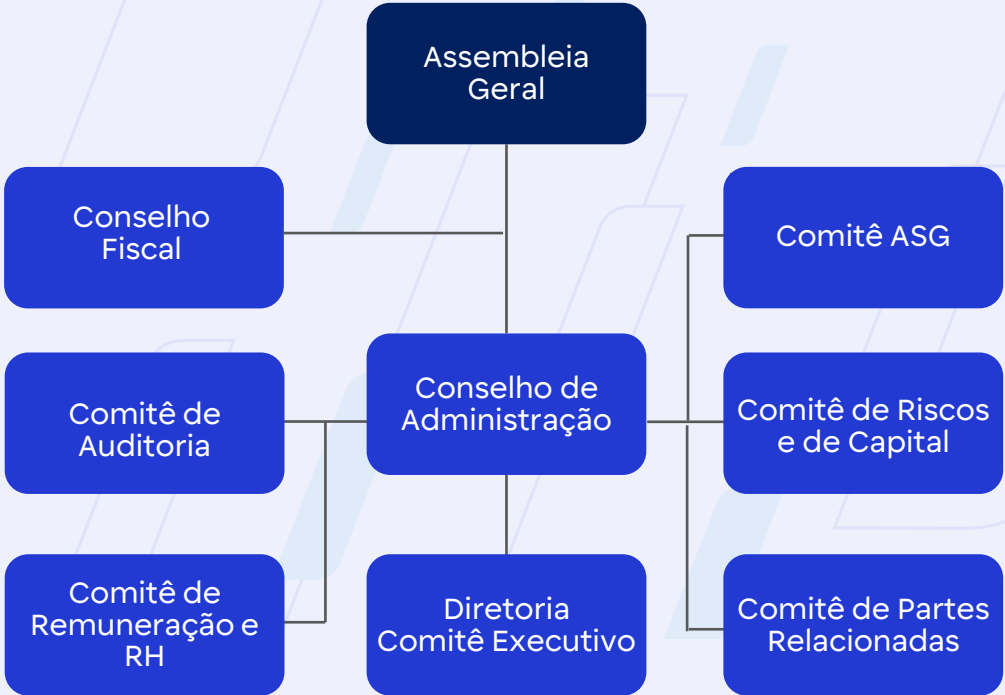 Assembleia
Geral
Conselho
Fiscal
Comitê ASG
Comitê de
Auditoria
Conselho de
Administração
Comitê de Riscos
e de Capital
Comitê de
Remuneração e
RH
Diretoria
Comitê Executivo
Comitê de Partes
Relacionadas